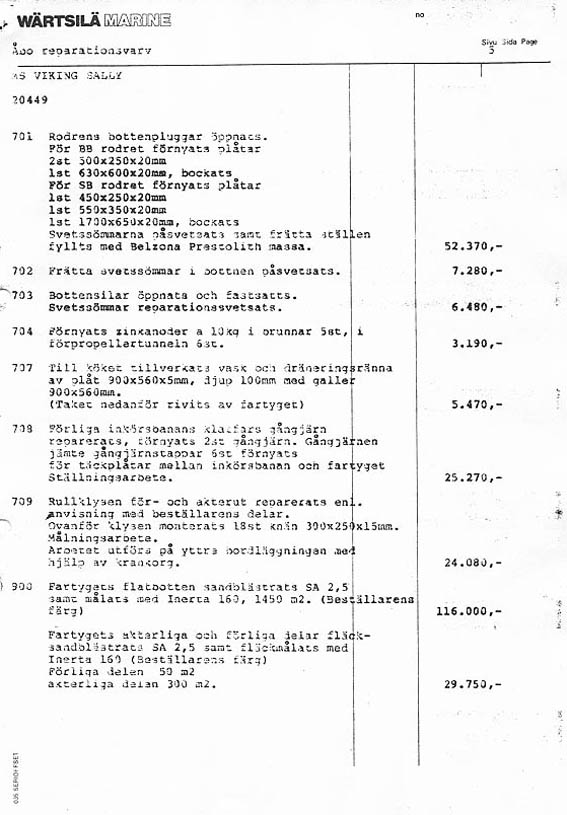 WÄRTSILÄ MARINE
no
Sivu Sida Page
Åbo reparationsvarv
MS VIKING SALLY
20449
701 Rodrens bottenpluggar öppnats.
För BB rodret förnyats plåtar
2st 500x250x20mm
1st 630x600x20mm, bockats
För SB rodret förnyats plåtar
1st 450x250x20mm
1st 550x350x20mm
1st 1700x650x20mm, bockats
Svetssömmarna påsvetsats samt frätta ställen
fyllts med Belzona Prestolith massa. 52.370,-
702 Frätta svetssömmar i bottnen påsvetsats. 7.280,-
703 Bottensilar öppnats och fastsatts.
Svetssömmar reparationssvetsats. 6.480,-
704 Förnyats zinkanoder a 10kg i brunnar 5st, i
förpropellertunneln 6st. 3.190,-
707 Till köket tillverkats vask och dräneringsränna
av plåt 900x560x5mm, djup 100mm med galler
900x560mm.
(Taket nedanför rivits av fartyget) 5.470,-
708 Förliga inkörsbanans klaffars gångjärn
reparerats, förnyats 2st gångjärn. Gångjärnen
jämte gångjärnstappar 6st förnyats
för täckplåtar mellan inkörsbanan och fartyget
Ställningsarbete. 25.270,-
709 Rullklysen för- och akterut reparerats enl.
anvisning med beställarens delar.
Ovanför klysen monterats 18st knän 300x250x15mm.
Målningsarbete.
Arbetet utförs på yttre bordläggningen med
hjälp av krankorg. 24.080,-
900 Fartygets flatbotten sandblästrats SA 2,5
samt målats med Inerta 160, 1450 m2. (Beställarens
färg) 116.000,-
Fartygets akterliga och förliga delar fläck-
sandblästrats SA 2,5 samt fläckmålats med
Inerta 160 (Beställarens färg)
Förliga delen 50 m2
akterliga delen 300 m2. 29.750,-